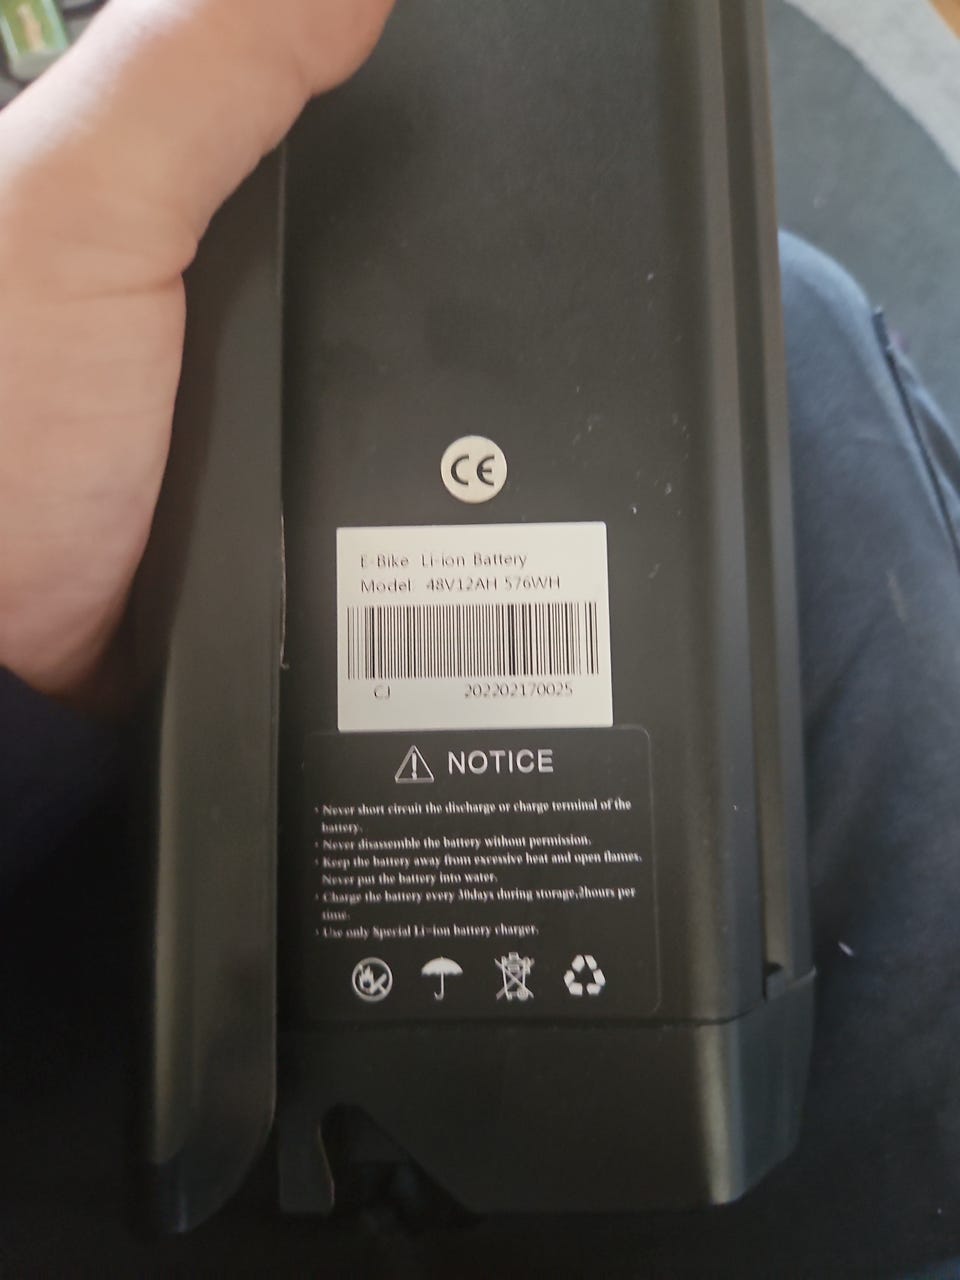 CE
E-Bike Li-ion Battery
Model: 48V12AH 576WH
CJ 202202170025
NOTICE
· Never short circuit the discharge or charge terminal of the
battery.
· Never disassemble the battery without permission.
· Keep the battery away from excessive heat and open flames.
Never put the battery into water.
· Charge the battery every 30days during storage,2hours per
time.
· Use only Special Li-ion battery charger.